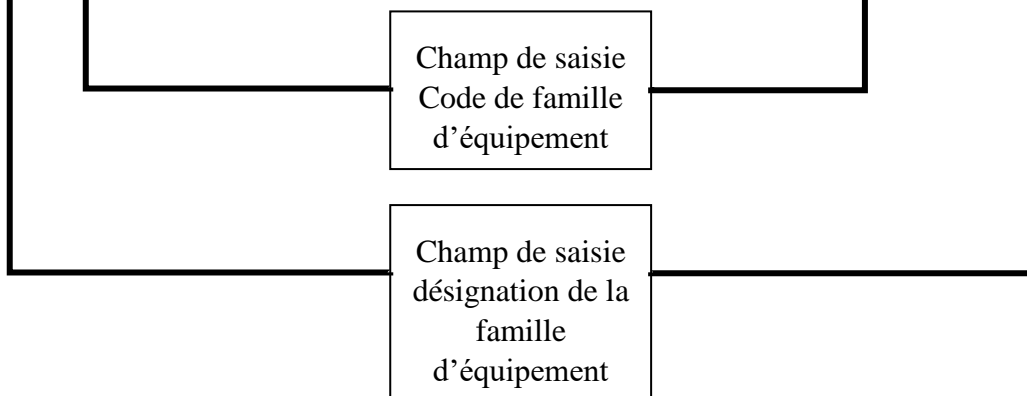 Champ de saisie
Code de famille
d’équipement
Champ de saisie
désignation de la
famille
d’équipement